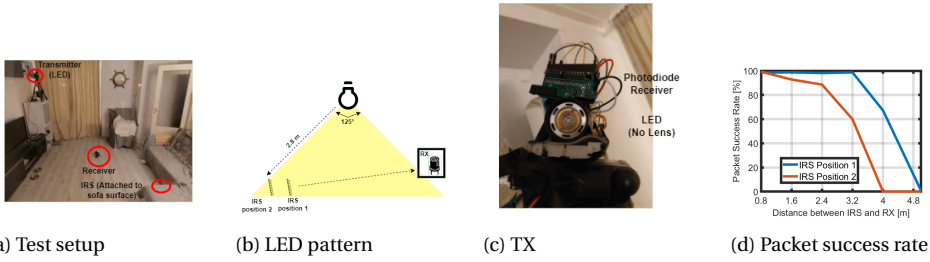 Transmitter
(LED)
Receiver
IRS (Attached to
sofa surface)
125°
2.8 m
RX
IRS
position 2
IRS
position 1
Photodiode
Receiver
LED
(No Lens)
Packet Success Rate [%]
100
80
60
40
20
0
IRS Position 1
IRS Position 2
0.8 1.6 2.4 3.2 4 4.8
Distance between IRS and RX [m]
a) Test setup
(b) LED pattern
(c) TX
(d) Packet success rate